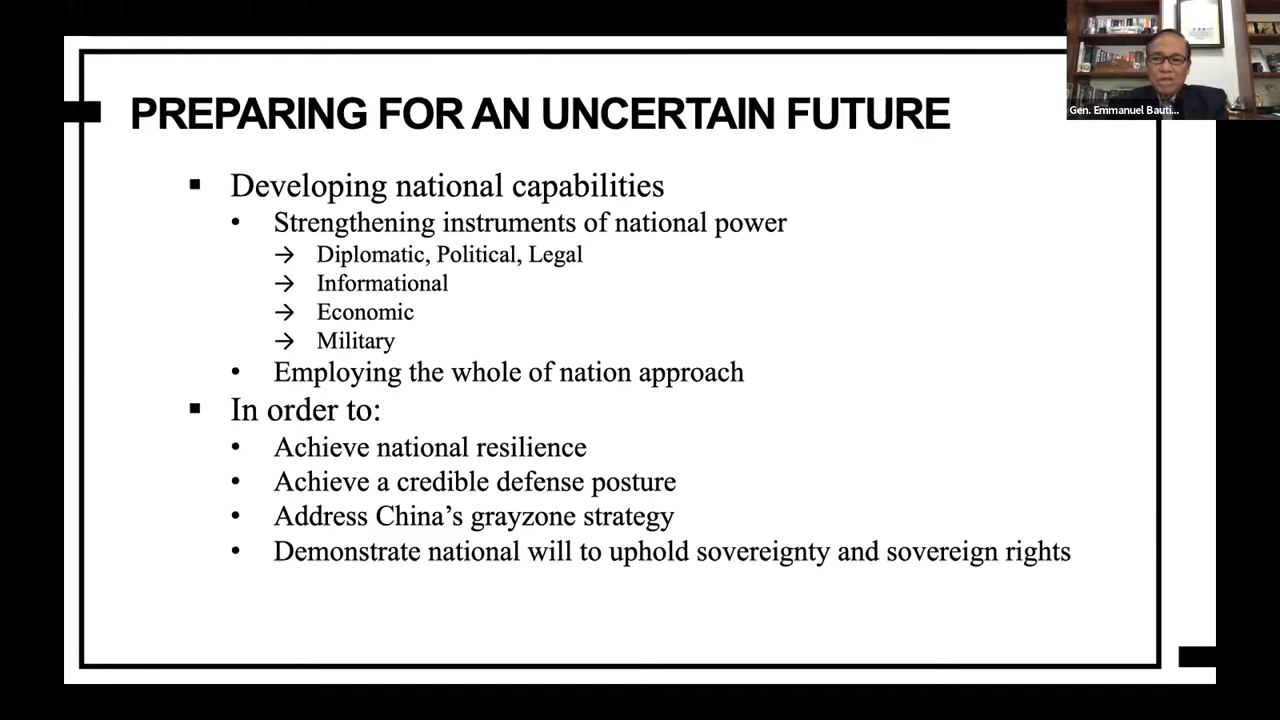 PREPARING FOR AN UNCERTAIN FUTURE
Gen. Emmanuel Bauti...
▪ Developing national capabilities
• Strengthening instruments of national power
→ Diplomatic, Political, Legal
→ Informational
→ Economic
→ Military
• Employing the whole of nation approach
▪ In order to:
• Achieve national resilience
• Achieve a credible defense posture
• Address China’s grayzone strategy
• Demonstrate national will to uphold sovereignty and sovereign rights